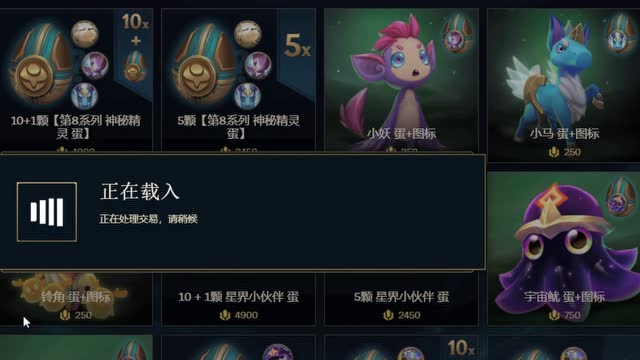 10x
+
5x
10+1颗【第8系列 神秘精
灵 蛋】
4900
5颗【第8系列 神秘精灵
蛋】
2450
小妖 蛋+图标
250
小马 蛋+图标
250
正在载入
正在处理交易，请稍候
铃角 蛋+图标
250
10 + 1颗 星界小伙伴 蛋
4900
5颗 星界小伙伴 蛋
2450
宇宙鱿 蛋+图标
750
10x